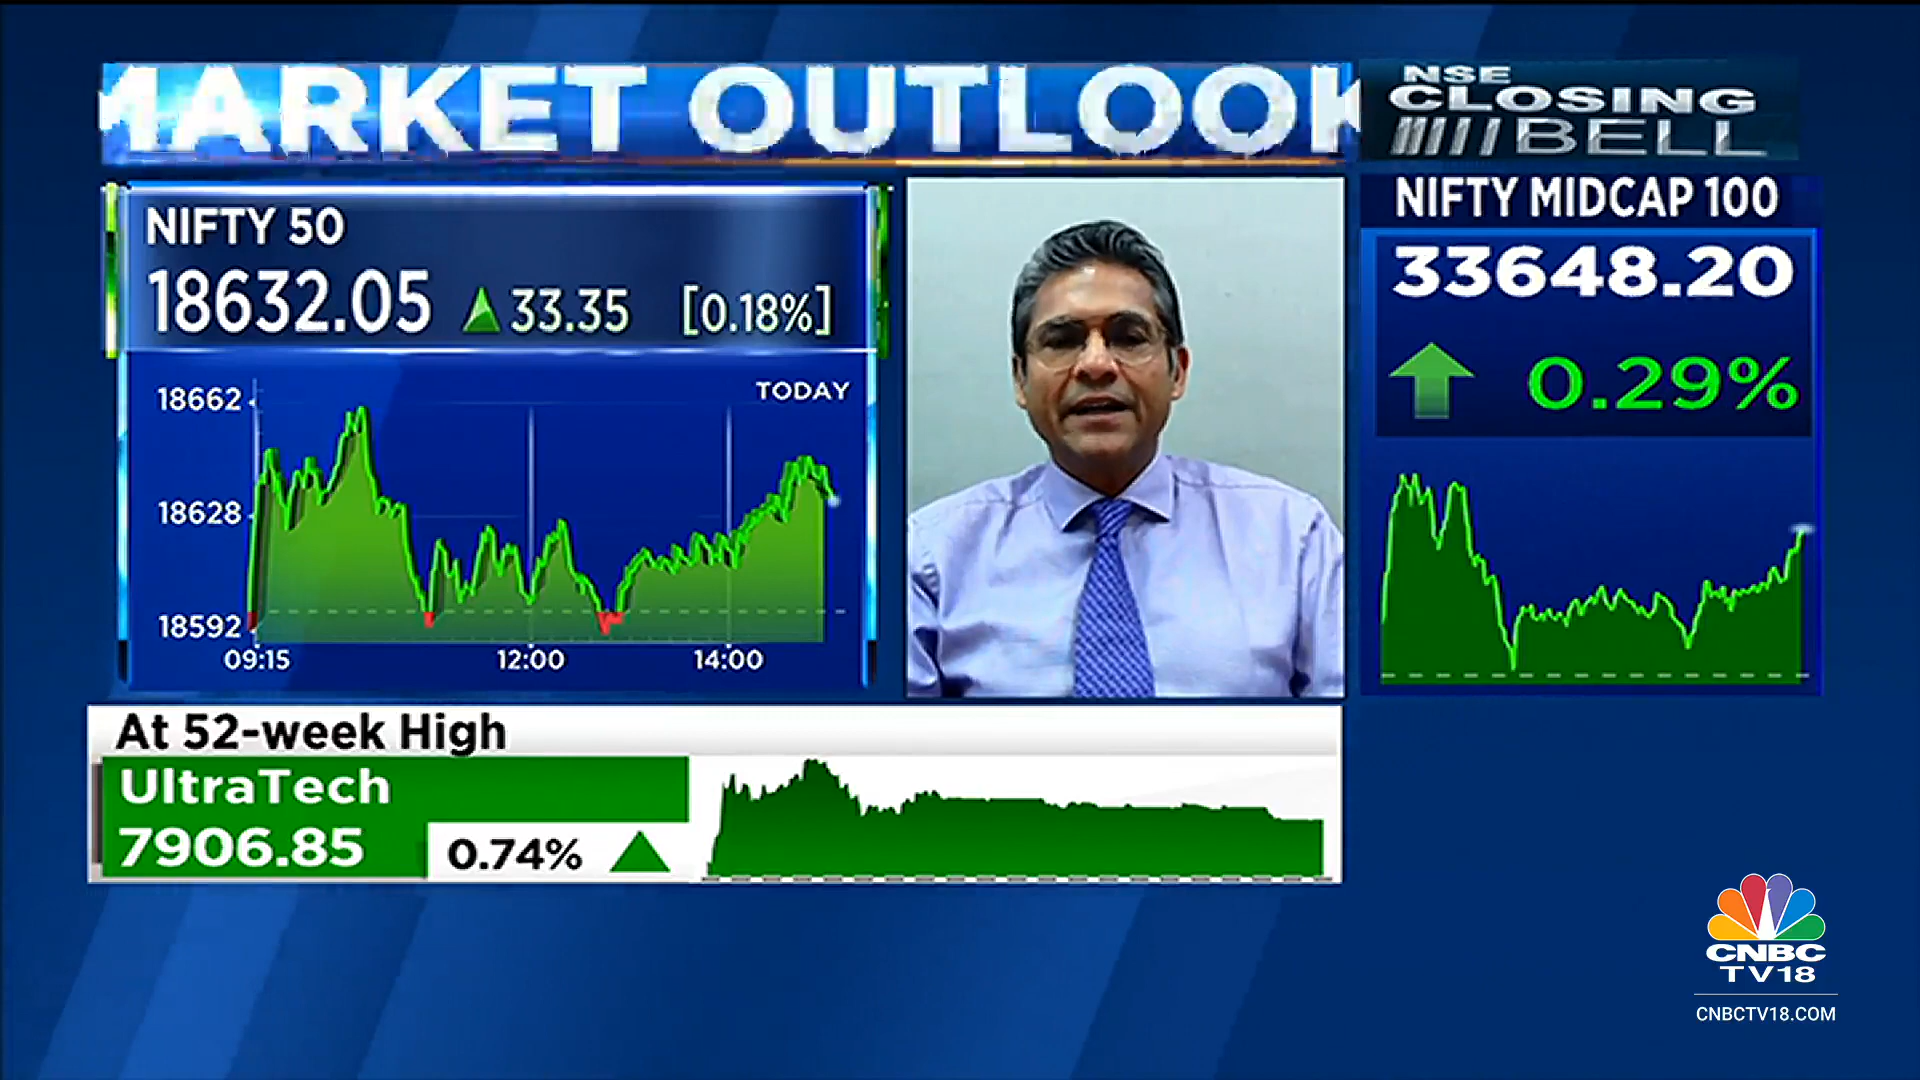 MARKET OUTLOOK
NSE
CLOSING
BELL
NIFTY 50
18632.05 33.35 [0.18%]
TODAY
18662
18628
18592
09:15 12:00 14:00
NIFTY MIDCAP 100
33648.20
0.29%
At 52-week High
UltraTech
7906.85
0.74%
CNBC
TV18
CNBCTV18.COM